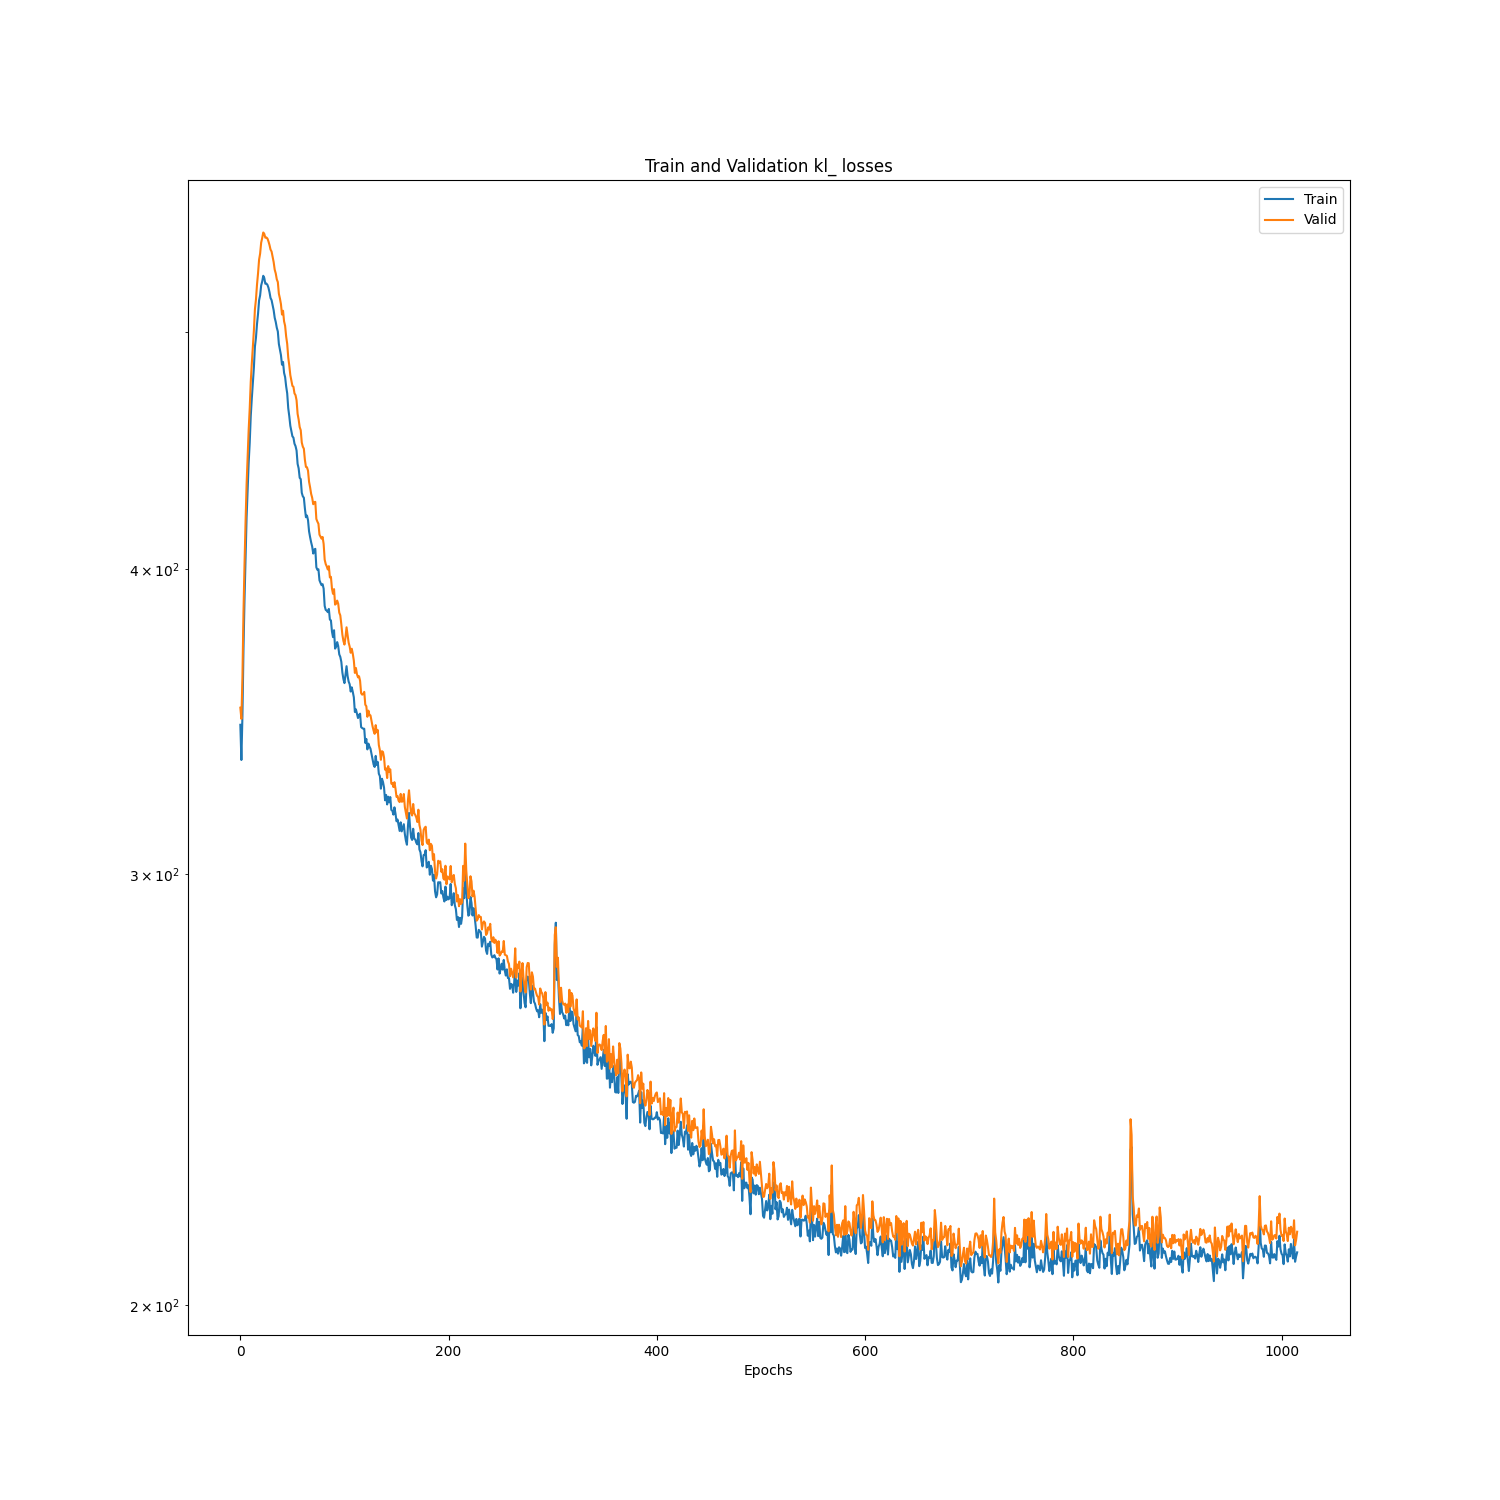 Train and Validation kl_ losses
Train
Valid
4 × 10²
3 × 10²
2 × 10²
0 200 400 600 800 1000
Epochs